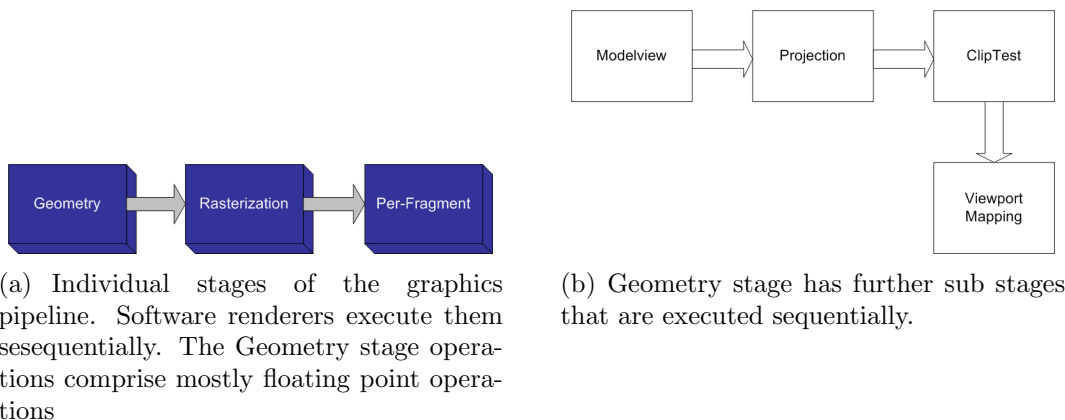 Modelview
Projection
ClipTest
Viewport
Mapping
Geometry
Rasterization
Per-Fragment
(a) Individual stages of the graphics
pipeline. Software renderers execute them
sesequentially. The Geometry stage opera-
tions comprise mostly floating point opera-
tions
(b) Geometry stage has further sub stages
that are executed sequentially.